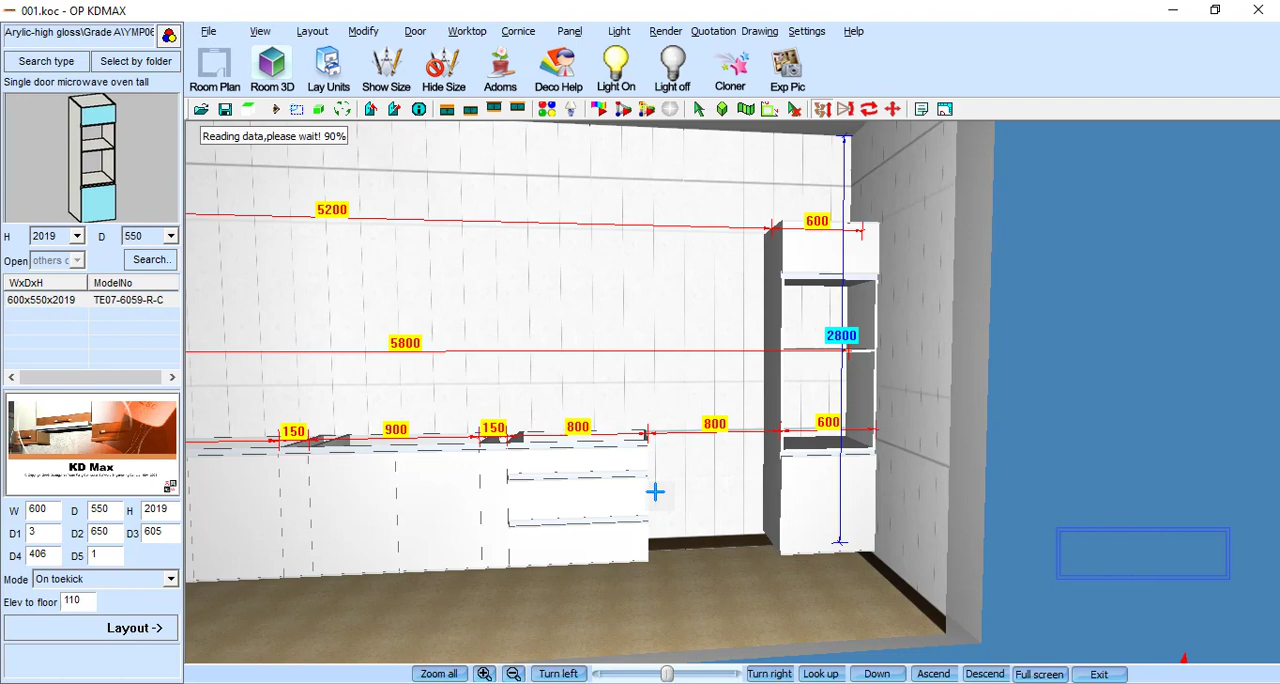 001.koc - OP KDMAX
Arylic-high gloss\Grade A\YMP06
File View Layout Modify Door Worktop Cornice Panel Light Render Quotation Drawing Settings Help
Search type Select by folder
Room Plan Room 3D Lay Units Show Size Hide Size Adoms Deco Help Light On Light off Cloner Exp Pic
Single door microwave oven tall
Reading data,please wait! 90%
H 2019 D 550
Open others Search..
WxDxH ModelNo
600x550x2019 TE07-6059-R-C
5200
600
2800
5800
150
900
150
800
800
600
KD Max
W 600 D 550 H 2019
D1 3 D2 650 D3 605
D4 406 D5 1
Mode On toekick
Elev to floor 110
Layout ->
Zoom all Turn left Turn right Look up Down Ascend Descend Full screen Exit